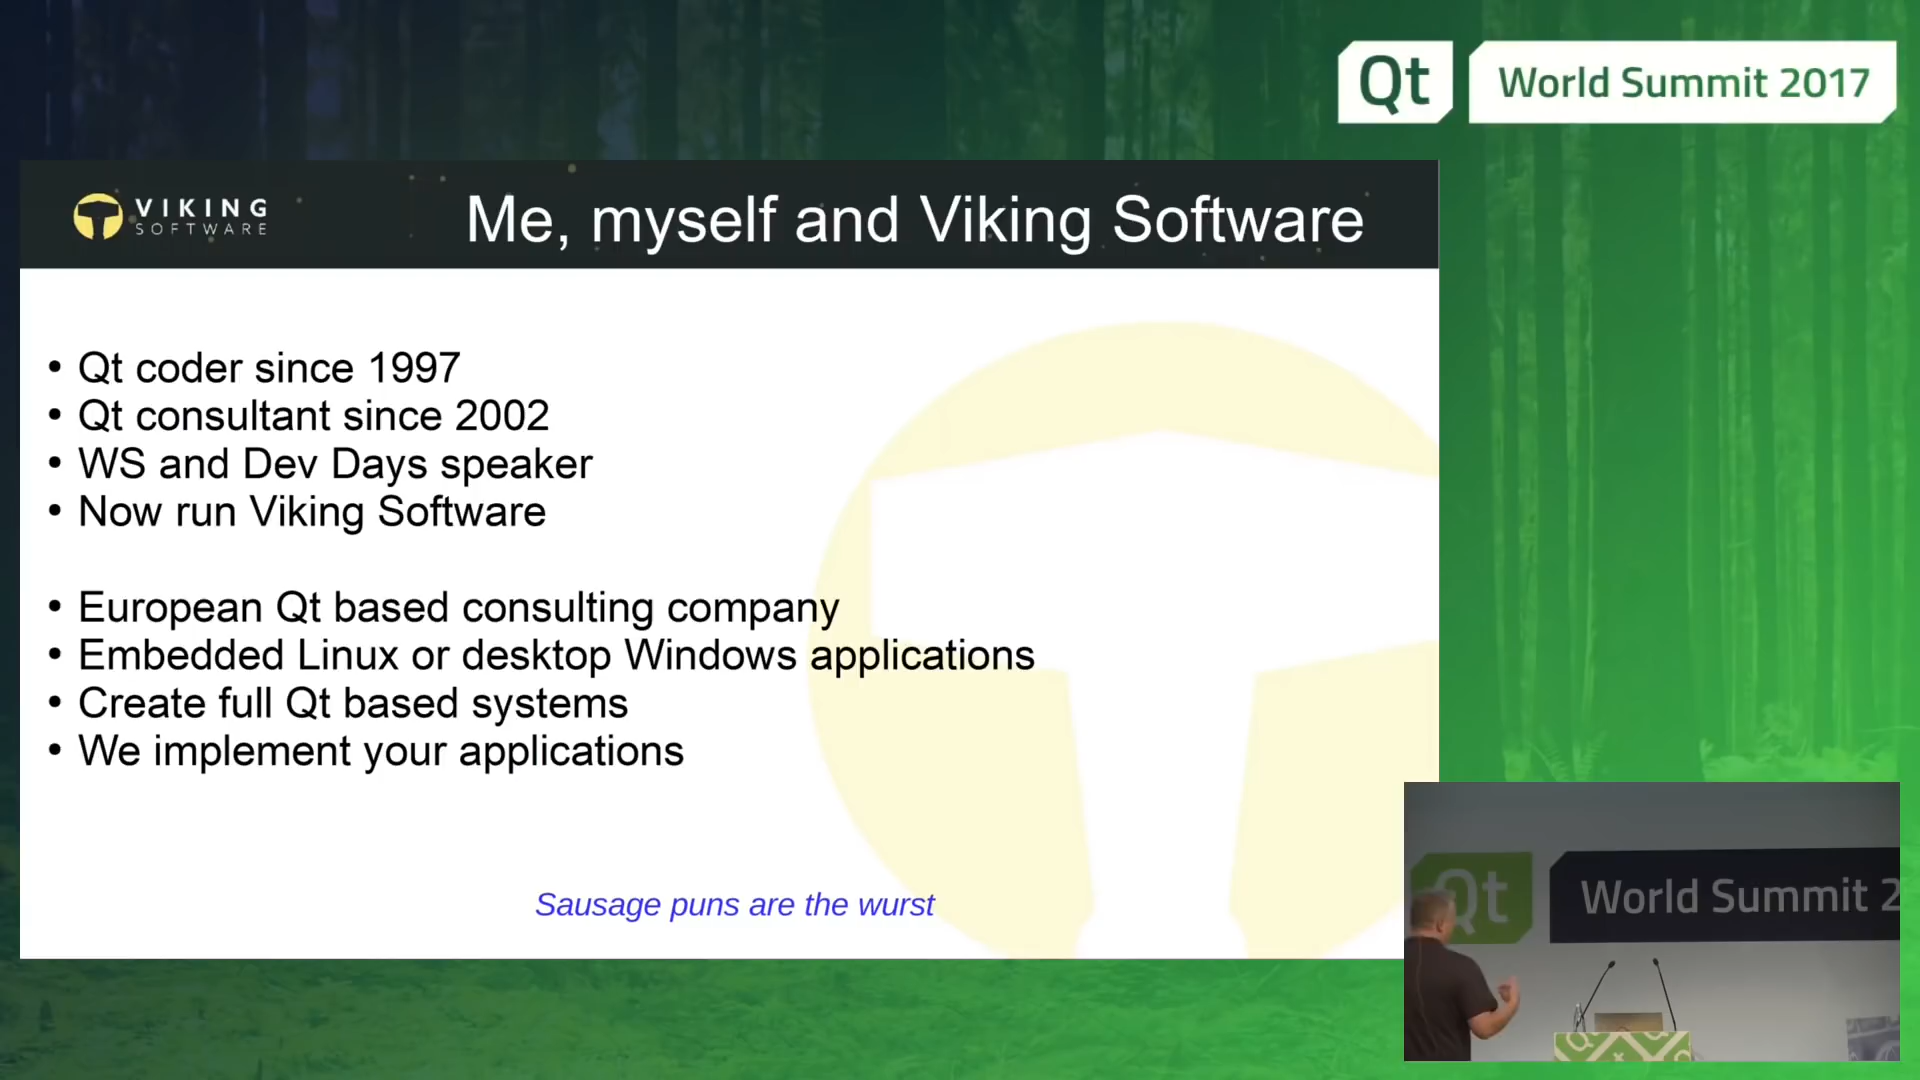 Qt World Summit 2017
VIKING
SOFTWARE
Me, myself and Viking Software
• Qt coder since 1997
• Qt consultant since 2002
• WS and Dev Days speaker
• Now run Viking Software
• European Qt based consulting company
• Embedded Linux or desktop Windows applications
• Create full Qt based systems
• We implement your applications
Sausage puns are the wurst
Qt World Summit 2